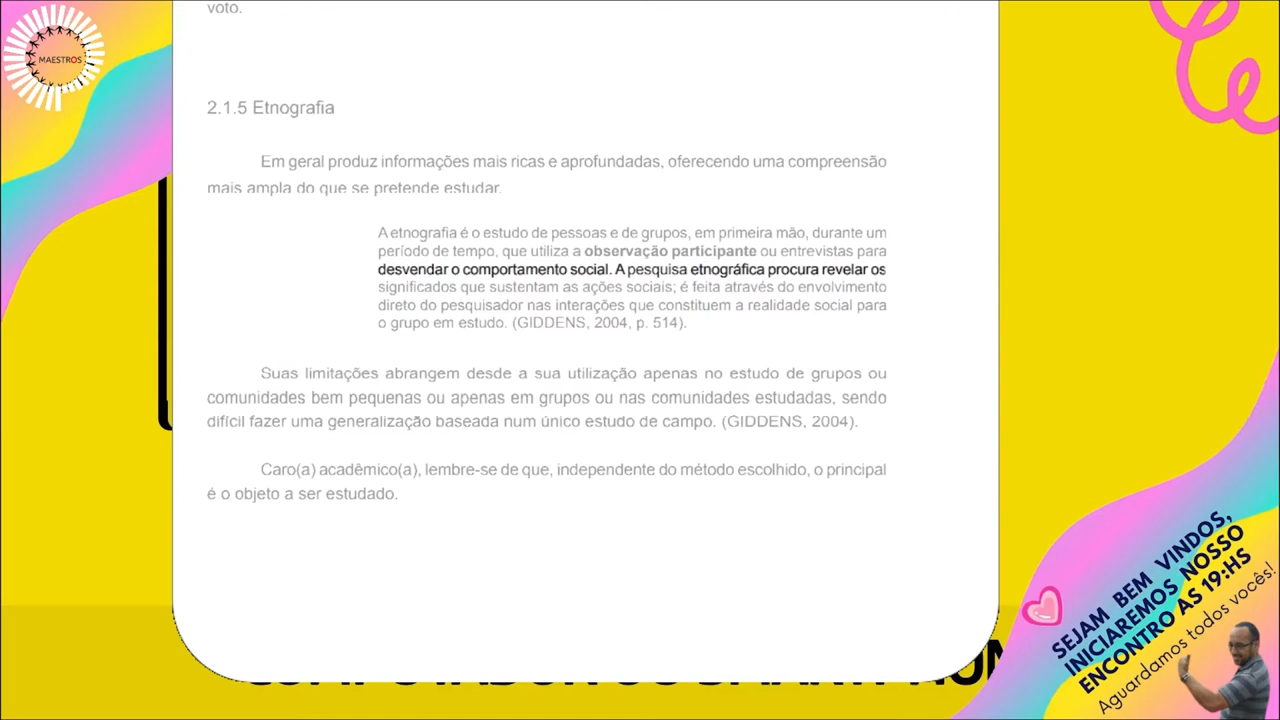 voto.
MAESTROS
2.1.5 Etnografia
Em geral produz informações mais ricas e aprofundadas, oferecendo uma compreensão
mais ampla do que se pretende estudar.
A etnografia é o estudo de pessoas e de grupos, em primeira mão, durante um
período de tempo, que utiliza a observação participante ou entrevistas para
desvendar o comportamento social. A pesquisa etnográfica procura revelar os
significados que sustentam as ações sociais; é feita através do envolvimento
direto do pesquisador nas interações que constituem a realidade social para
o grupo em estudo. (GIDDENS, 2004, p. 514).
Suas limitações abrangem desde a sua utilização apenas no estudo de grupos ou
comunidades bem pequenas ou apenas em grupos ou nas comunidades estudadas, sendo
difícil fazer uma generalização baseada num único estudo de campo. (GIDDENS, 2004).
Caro(a) acadêmico(a), lembre-se de que, independente do método escolhido, o principal
é o objeto a ser estudado.
SEJAM BEM VINDOS,
INICIAREMOS NOSSO
ENCONTRO AS 19:HS
Aguardamos todos vocês!